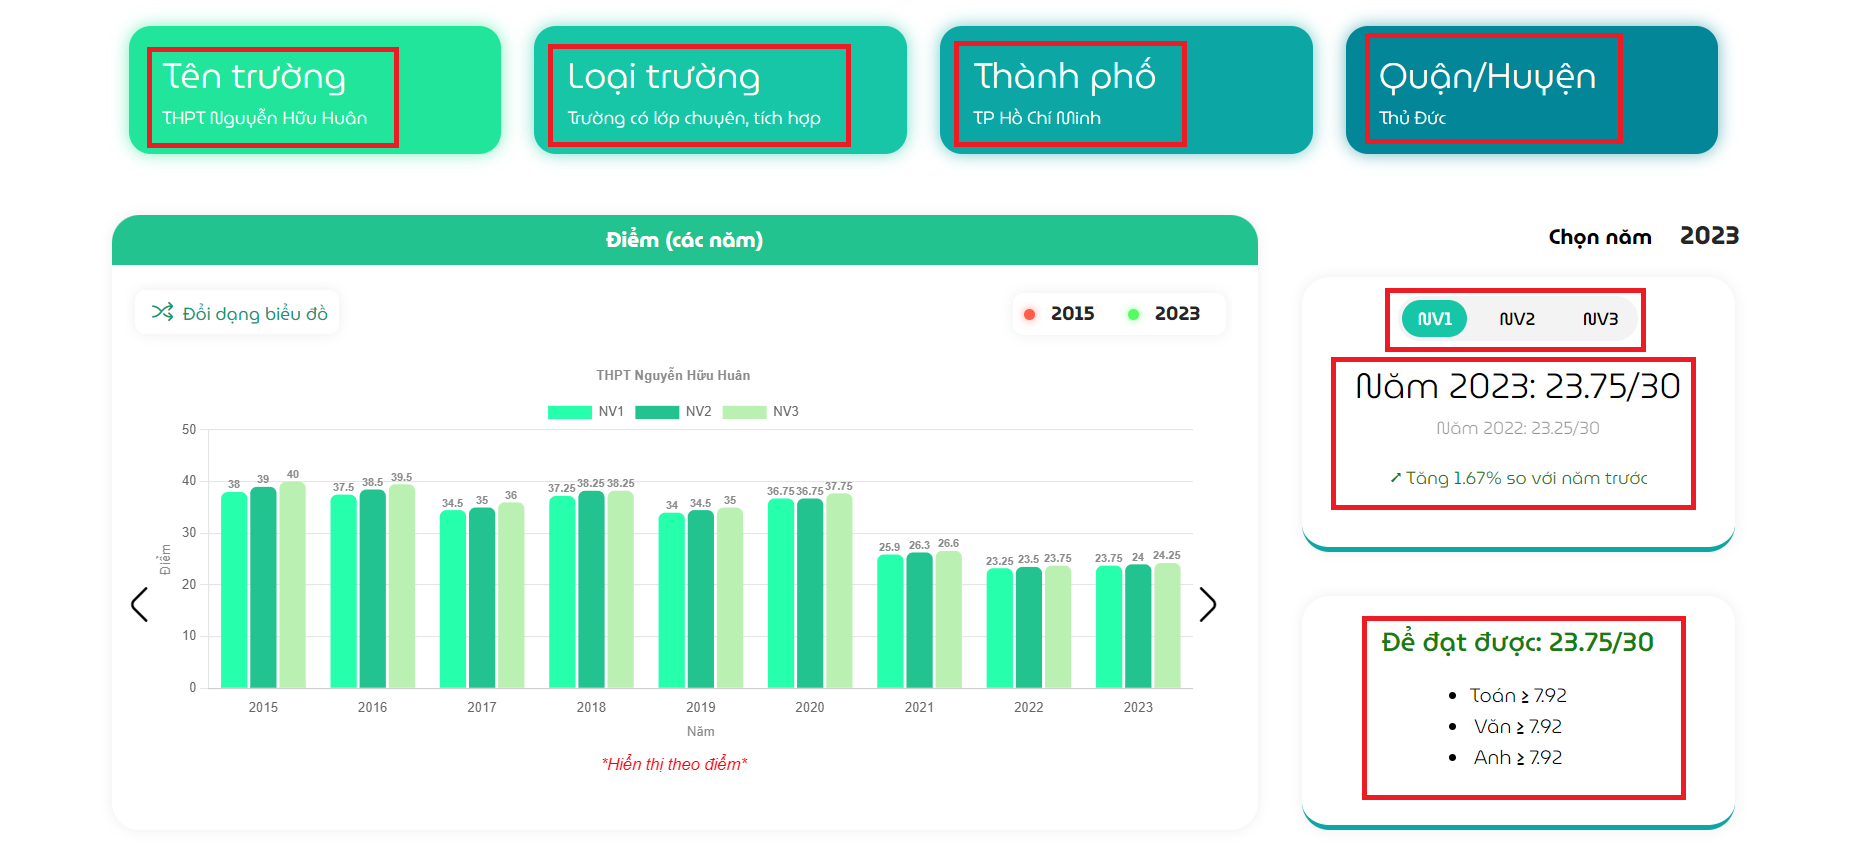 Tên trường
THPT Nguyễn Hữu Huân
Loại trường
Trường có lớp chuyên, tích hợp
Thành phố
TP Hồ Chí Minh
Quận/Huyện
Thủ Đức
Điểm (các năm)
Đổi dạng biểu đồ
2015 2023
THPT Nguyễn Hữu Huân
NV1 NV2 NV3
50
40
30
20
10
0
Điểm
38 39 40
37.5 38.5 39.5
34.5 35 36
37.25 38.25 38.25
34 34.5 35
36.75 36.75 37.75
25.9 26.3 26.6
23.25 23.5 23.75
23.75 24 24.25
2015 2016 2017 2018 2019 2020 2021 2022 2023
Năm
*Hiển thị theo điểm*
Chọn năm 2023
NV1 NV2 NV3
Năm 2023: 23.75/30
Năm 2022: 23.25/30
↗ Tăng 1.67% so với năm trước
Để đạt được: 23.75/30
• Toán ≥ 7.92
• Văn ≥ 7.92
• Anh ≥ 7.92